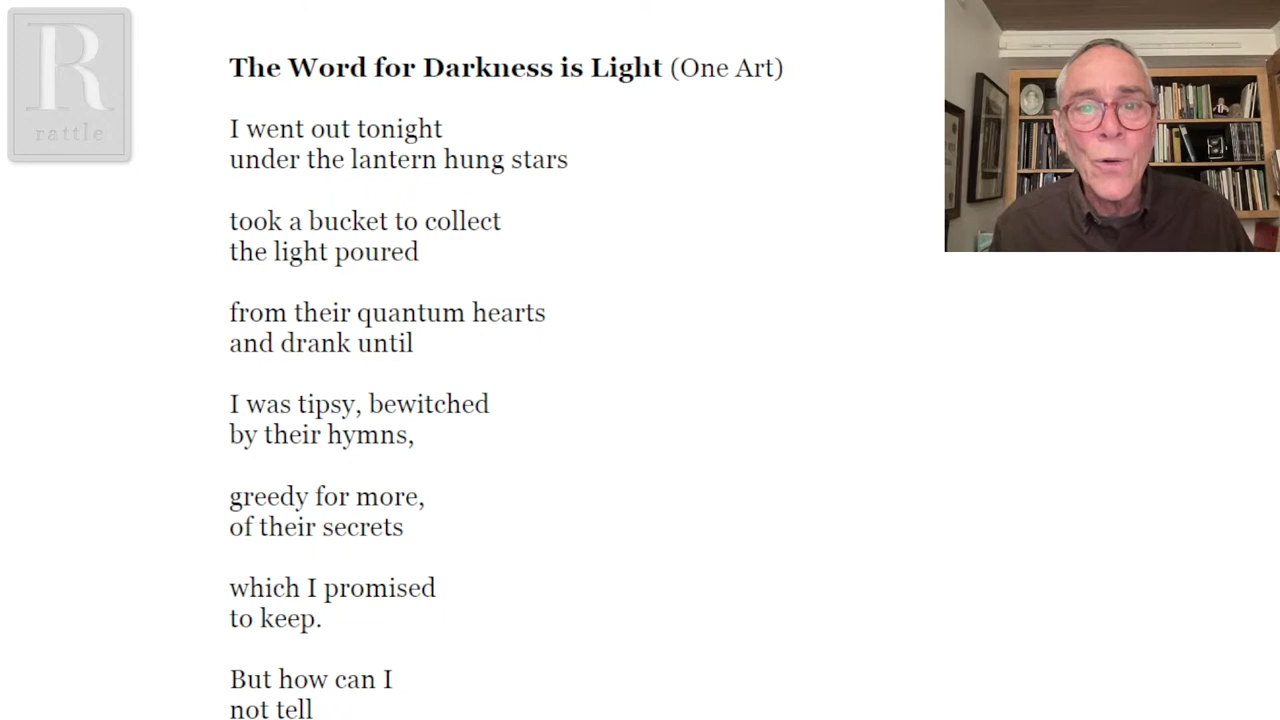 R
rattle
The Word for Darkness is Light (One Art)
I went out tonight
under the lantern hung stars
took a bucket to collect
the light poured
from their quantum hearts
and drank until
I was tipsy, bewitched
by their hymns,
greedy for more,
of their secrets
which I promised
to keep.
But how can I
not tell